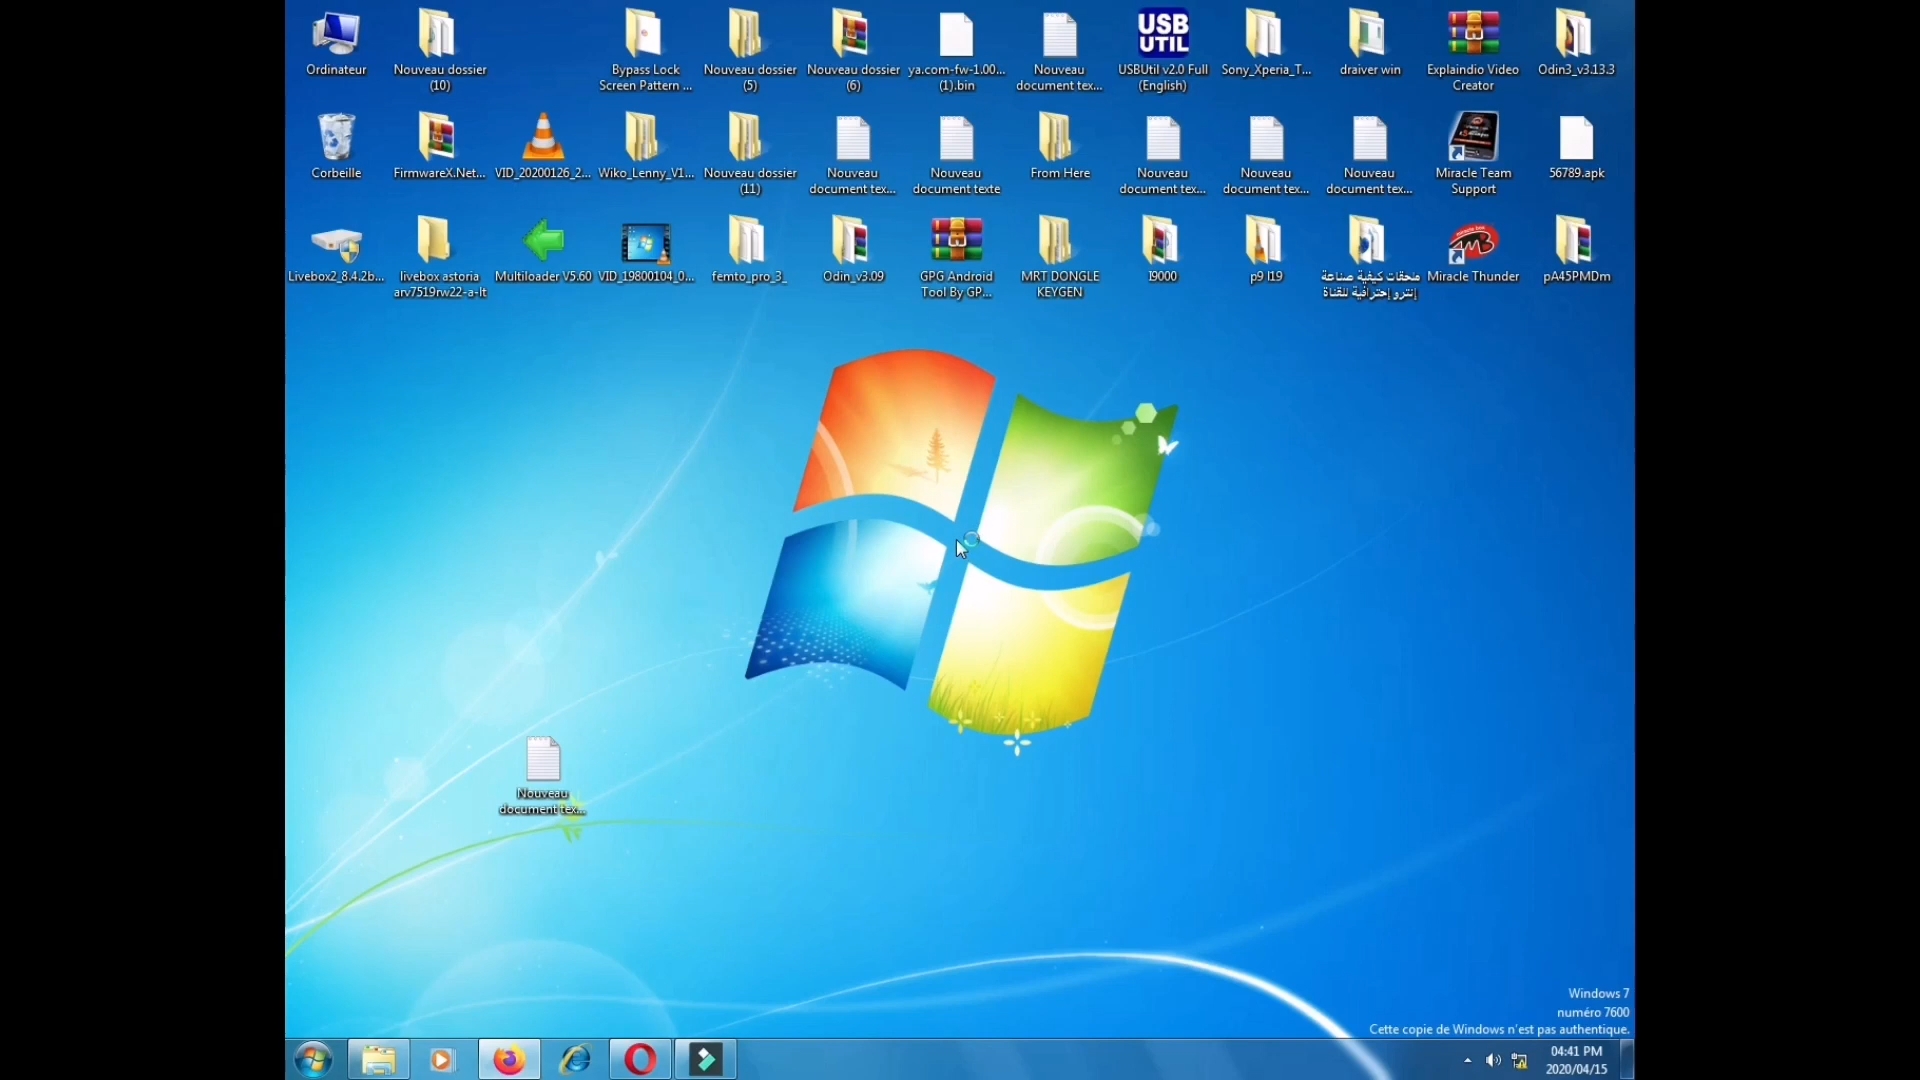 Ordinateur
Nouveau dossier
(10)
Bypass Lock
Screen Pattern ...
Nouveau dossier
(5)
Nouveau dossier
(6)
ya.com-fw-1.00...
(1).bin
Nouveau
document tex...
USB
UTIL
USBUtil v2.0 Full
(English)
Sony_Xperia_T...
draiver win
Explaindio Video
Creator
Odin3_v3.13.3
Corbeille
FirmwareX.Net...
VID_20200126_2...
Wiko_Lenny_V1...
Nouveau dossier
(11)
Nouveau
document tex...
Nouveau
document texte
From Here
Nouveau
document tex...
Nouveau
document tex...
Nouveau
document tex...
Miracle Team
Support
56789.apk
Livebox2_8.4.2b...
livebox astoria
arv7519rw22-a-lt
Multiloader V5.60
VID_19800104_0...
femto_pro_3_
Odin_v3.09
GPG Android
Tool By GP...
MRT DONGLE
KEYGEN
I9000
p9 l19
ملحقات كيفية صناعة
إنترو إحترافية للقناة
Miracle Thunder
pA45PMDm
Nouveau
document tex...
Windows 7
numéro 7600
Cette copie de Windows n'est pas authentique.
04:41 PM
2020/04/15